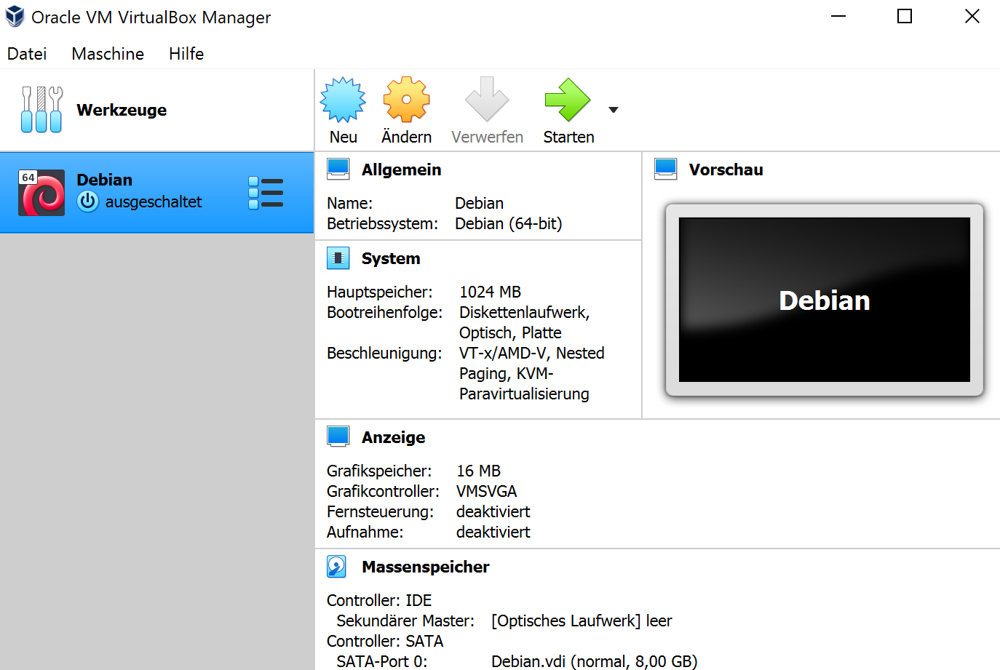 Oracle VM VirtualBox Manager
Datei Maschine Hilfe
Werkzeuge
Neu Ändern Verwerfen Starten
64
Debian
ausgeschaltet
Allgemein
Name: Debian
Betriebssystem: Debian (64-bit)
System
Hauptspeicher: 1024 MB
Bootreihenfolge: Diskettenlaufwerk,
Optisch, Platte
Beschleunigung: VT-x/AMD-V, Nested
Paging, KVM-
Paravirtualisierung
Vorschau
Debian
Anzeige
Grafikspeicher: 16 MB
Grafikcontroller: VMSVGA
Fernsteuerung: deaktiviert
Aufnahme: deaktiviert
Massenspeicher
Controller: IDE
Sekundärer Master: [Optisches Laufwerk] leer
Controller: SATA
SATA-Port 0: Debian.vdi (normal, 8,00 GB)